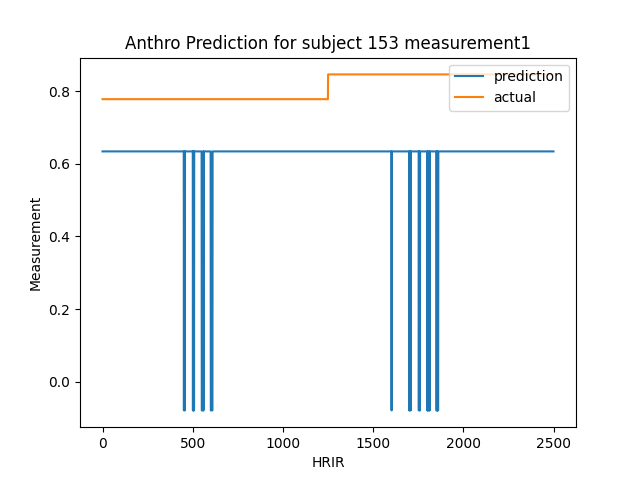 Anthro Prediction for subject 153 measurement1
prediction
actual
Measurement
0.8
0.6
0.4
0.2
0.0
0
500
1000
1500
2000
2500
HRIR